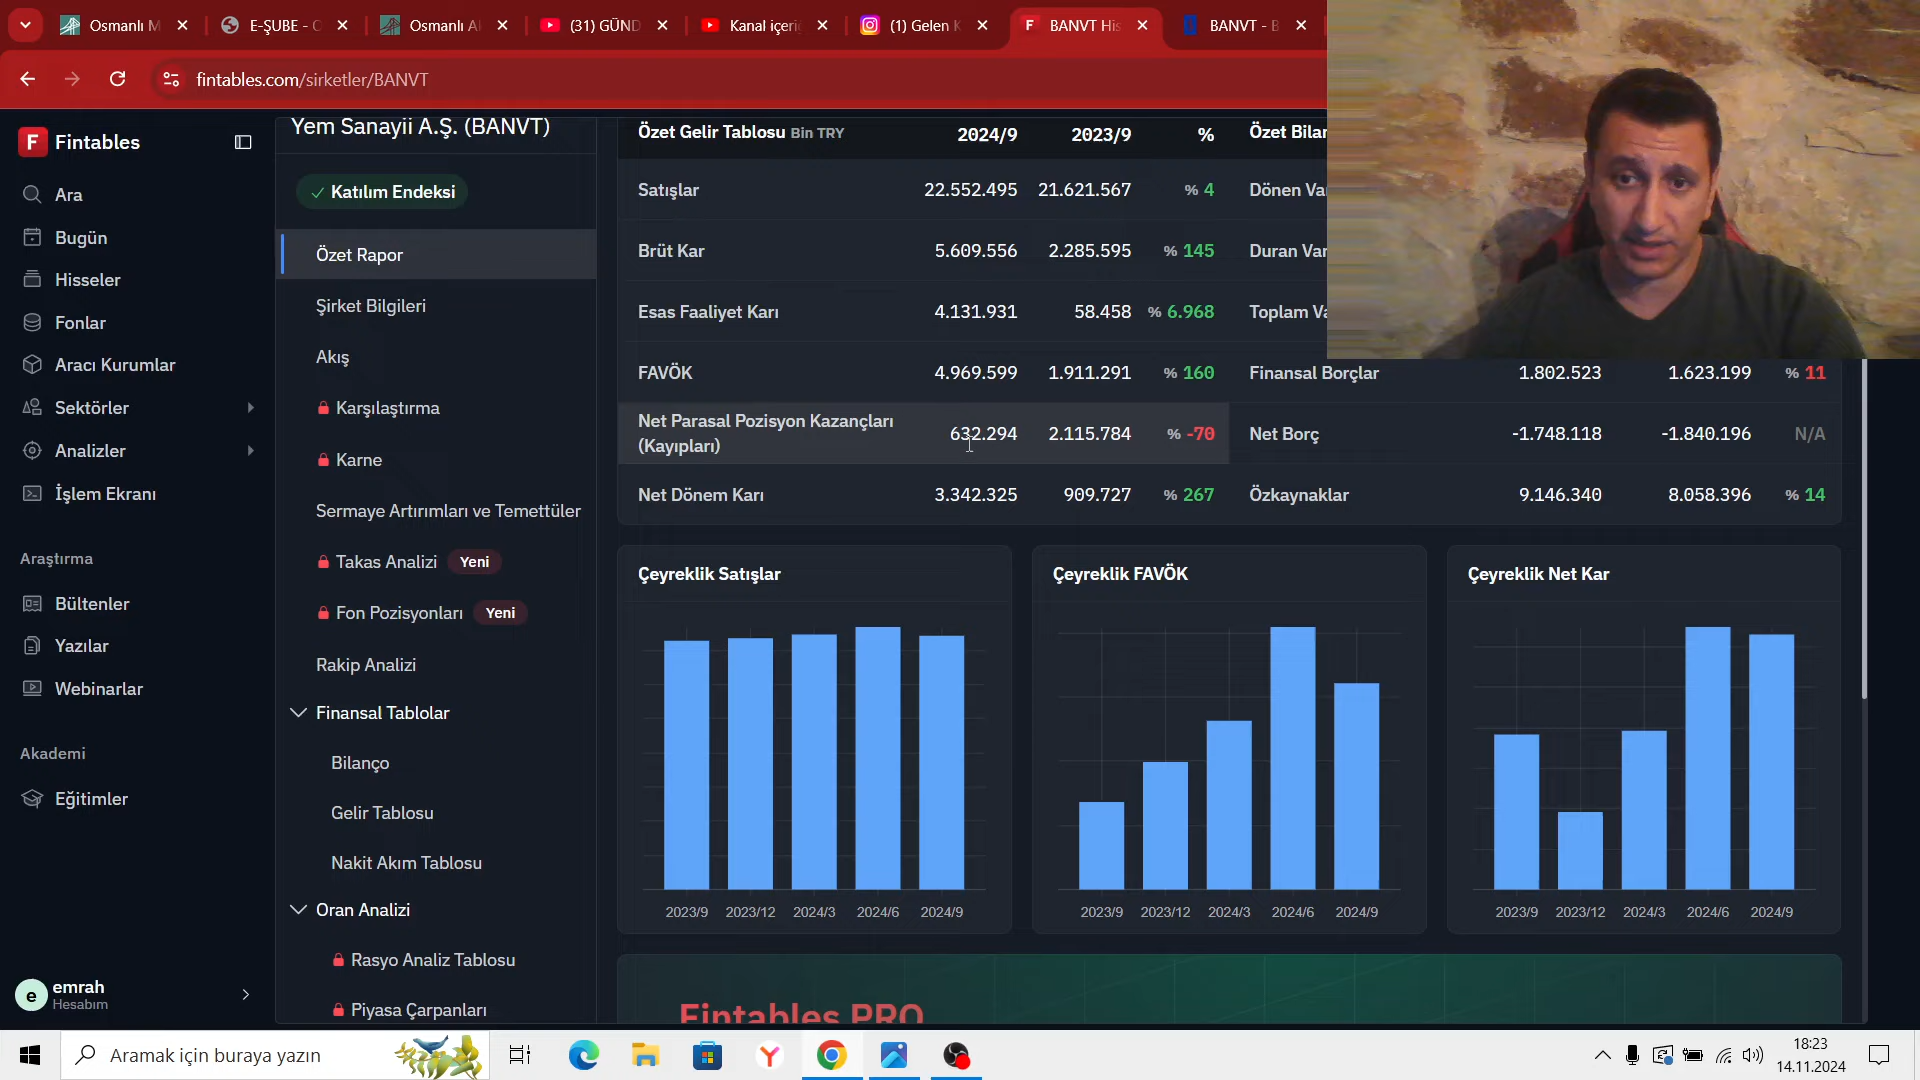 Osmanlı M
E-ŞUBE - O
Osmanlı A
(31) GÜND
Kanal içeri
(1) Gelen K
BANVT His
BANVT - B
fintables.com/sirketler/BANVT
Fintables
Ara
Bugün
Hisseler
Fonlar
Aracı Kurumlar
Sektörler
Analizler
İşlem Ekranı
Araştırma
Bültenler
Yazılar
Webinarlar
Akademi
Eğitimler
e emrah
Hesabım
Yem Sanayii A.Ş. (BANVT)
Katılım Endeksi
Özet Rapor
Şirket Bilgileri
Akış
Karşılaştırma
Karne
Sermaye Artırımları ve Temettüler
Takas Analizi Yeni
Fon Pozisyonları Yeni
Rakip Analizi
Finansal Tablolar
Bilanço
Gelir Tablosu
Nakit Akım Tablosu
Oran Analizi
Rasyo Analiz Tablosu
Piyasa Çarpanları
Özet Gelir Tablosu Bin TRY 2024/9 2023/9 % Özet Bilan
Satışlar 22.552.495 21.621.567 % 4 Dönen Va
Brüt Kar 5.609.556 2.285.595 % 145 Duran Var
Esas Faaliyet Karı 4.131.931 58.458 % 6.968 Toplam Va
FAVÖK 4.969.599 1.911.291 % 160 Finansal Borçlar 1.802.523 1.623.199 % 11
Net Parasal Pozisyon Kazançları
(Kayıpları) 632.294 2.115.784 % -70 Net Borç -1.748.118 -1.840.196 N/A
Net Dönem Karı 3.342.325 909.727 % 267 Özkaynaklar 9.146.340 8.058.396 % 14
Çeyreklik Satışlar
2023/9 2023/12 2024/3 2024/6 2024/9
Çeyreklik FAVÖK
2023/9 2023/12 2024/3 2024/6 2024/9
Çeyreklik Net Kar
2023/9 2023/12 2024/3 2024/6 2024/9
Fintables PRO
Aramak için buraya yazın
18:23
14.11.2024